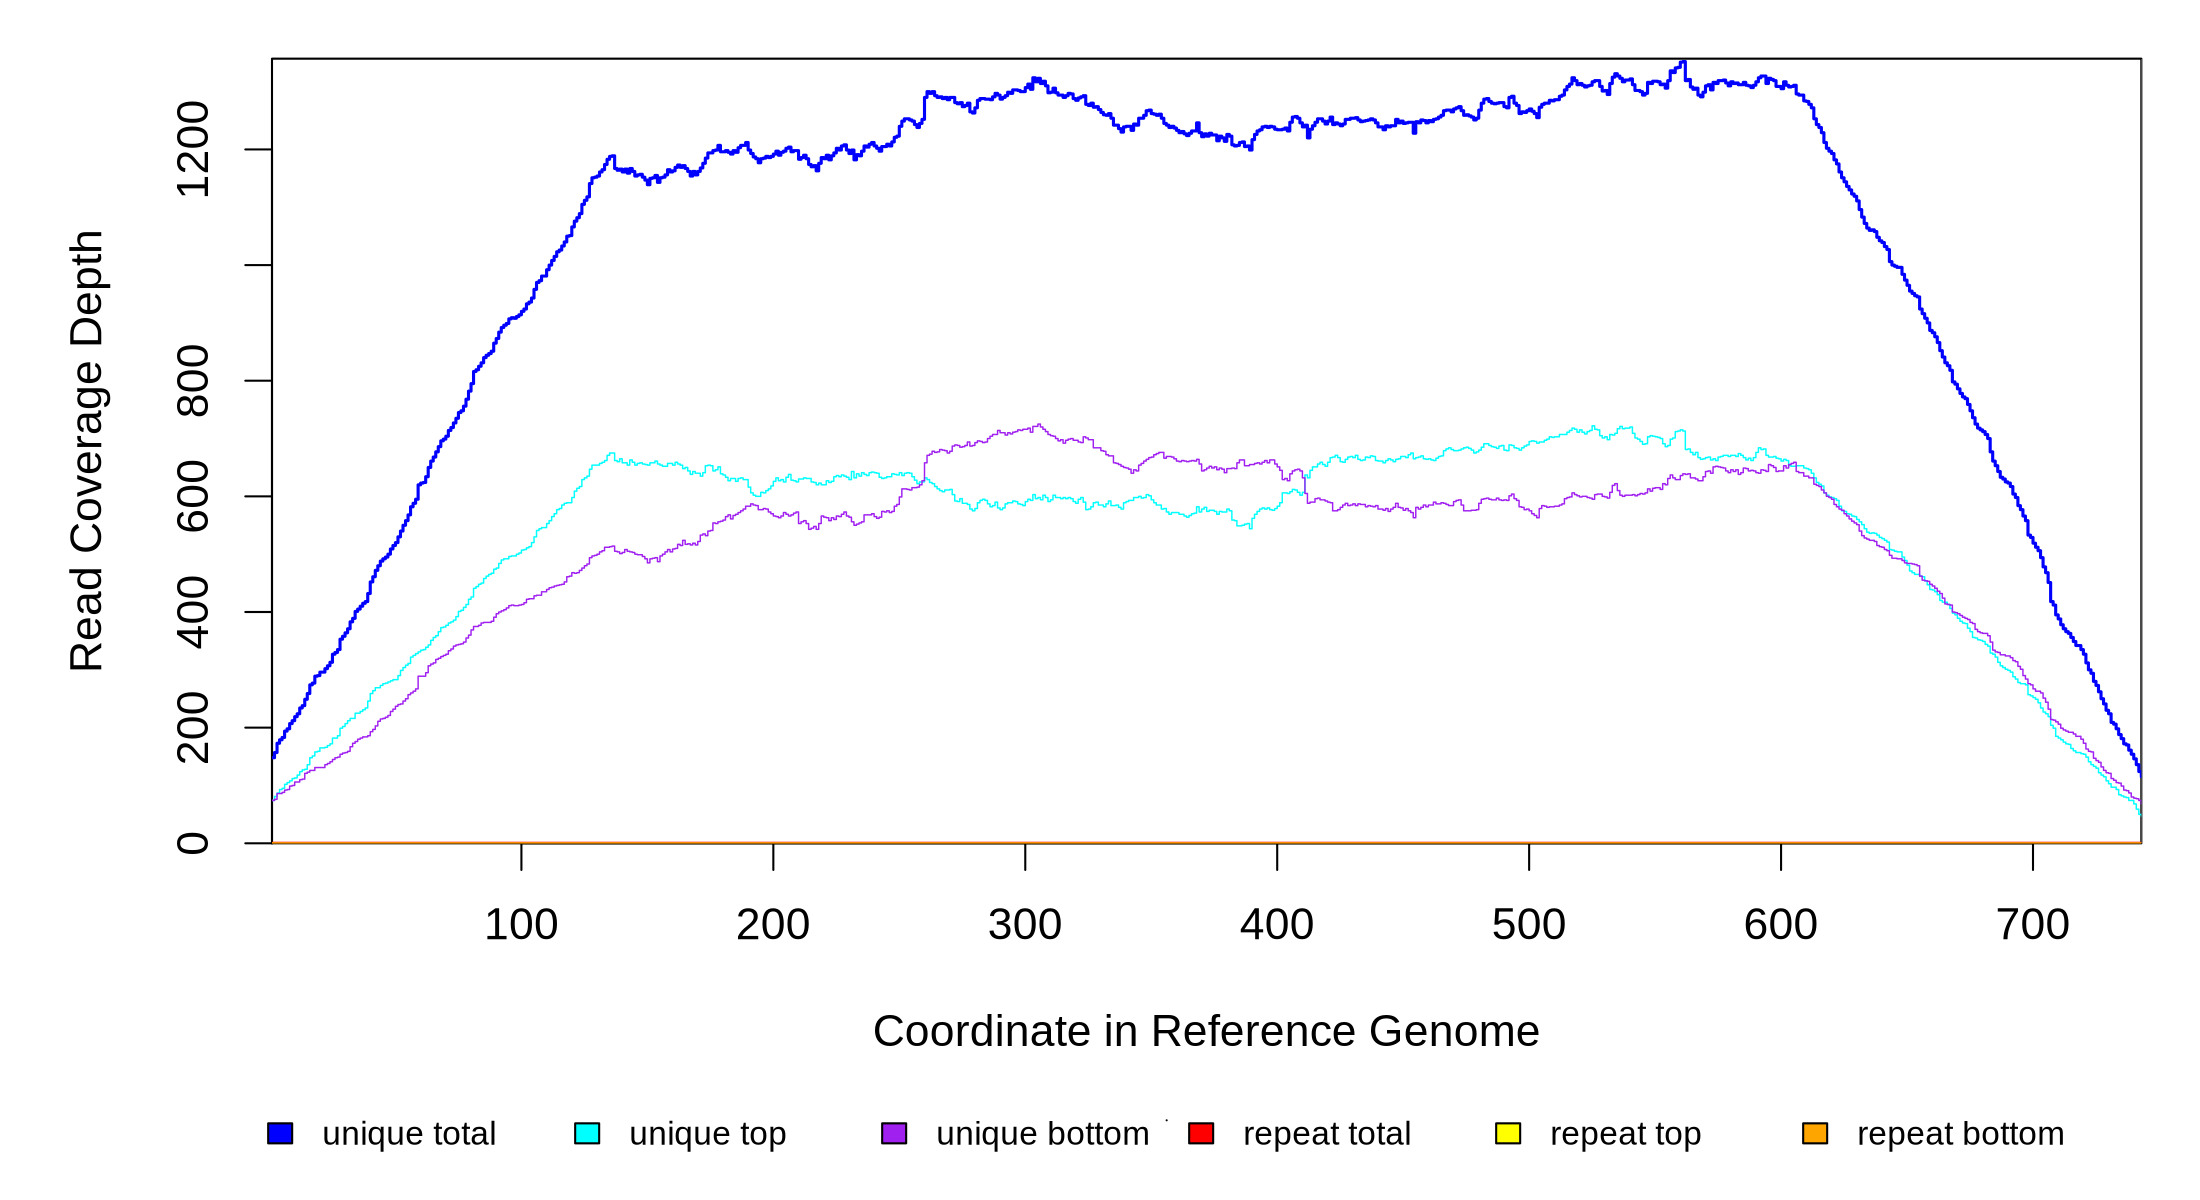 Read Coverage Depth
1200
800
600
400
200
0
100 200 300 400 500 600 700
Coordinate in Reference Genome
unique total unique top unique bottom repeat total repeat top repeat bottom